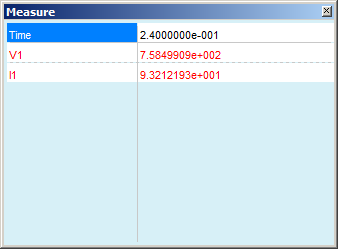 Measure
Time 2.4000000e-001
V1 7.5849909e+002
I1 9.3212193e+001